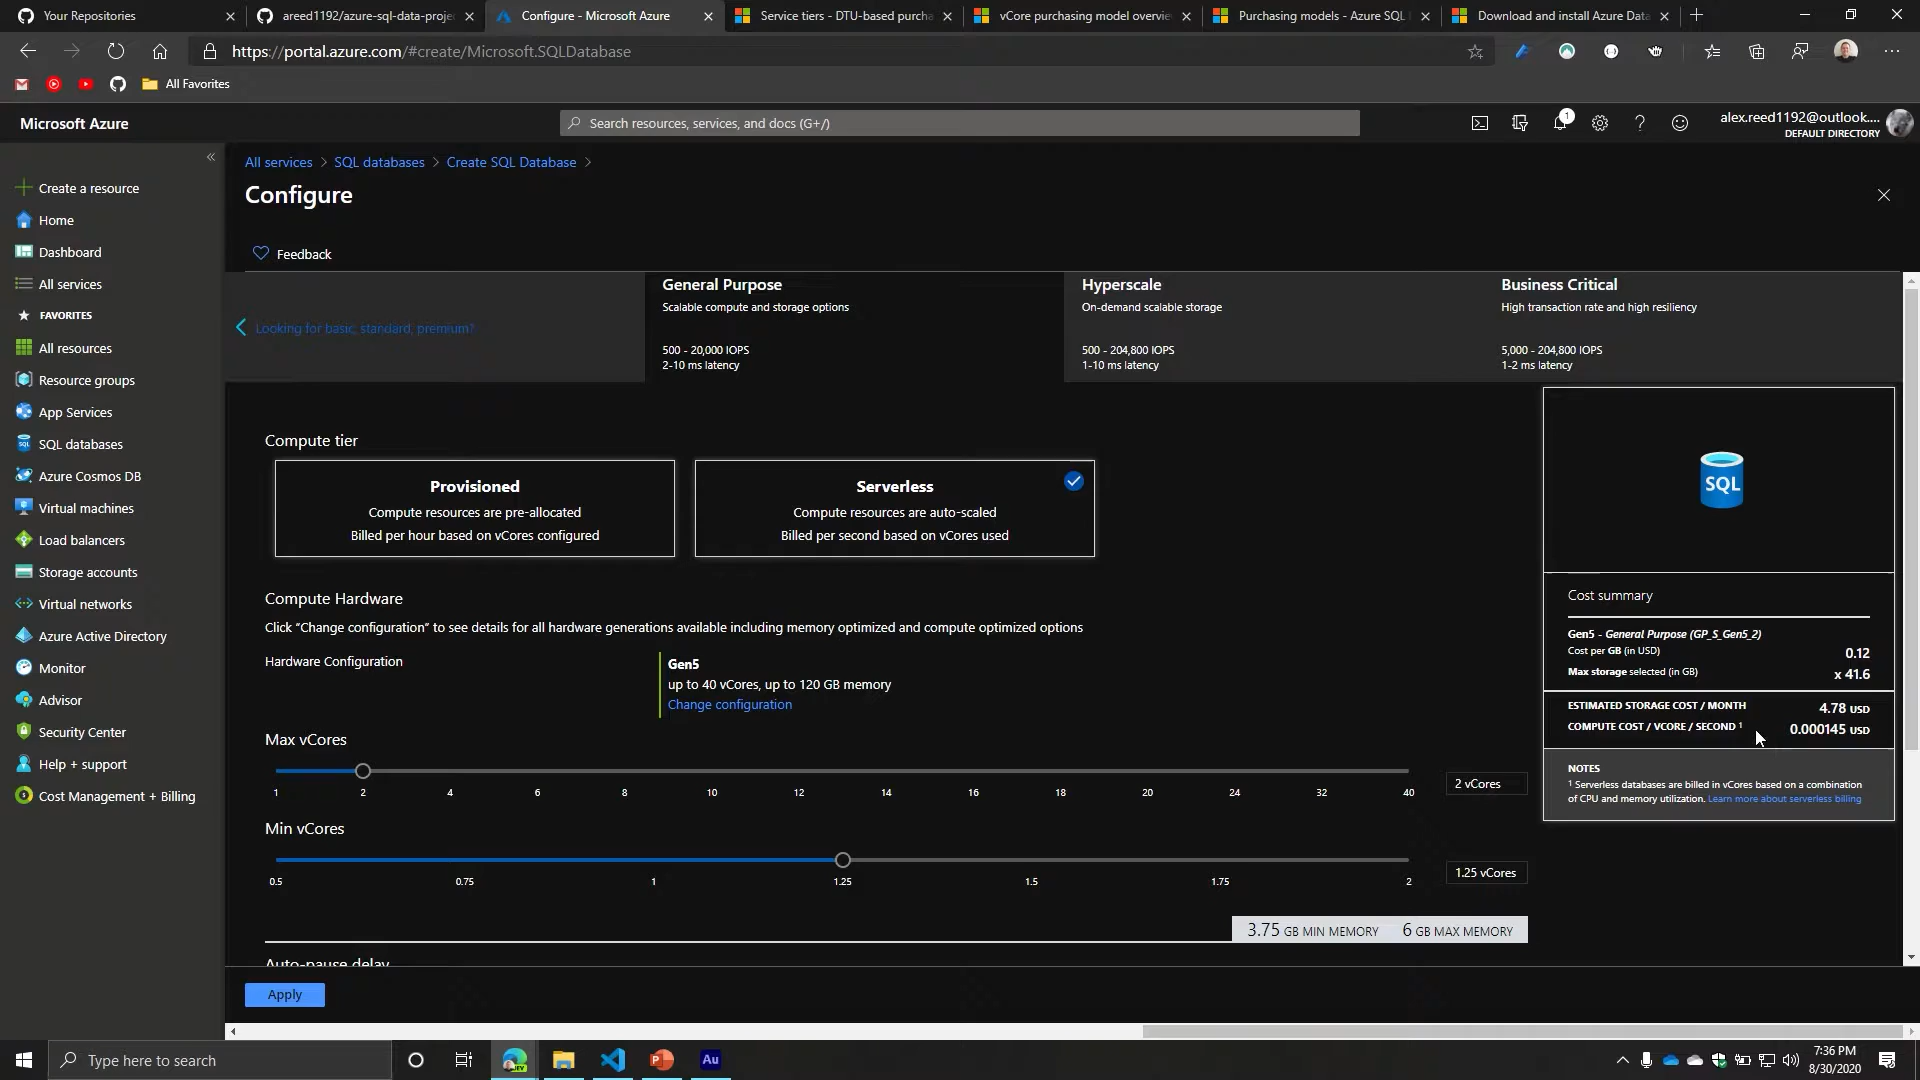 Your Repositories
areed1192/azure-sql-data-proje
Configure - Microsoft Azure
Service tiers - DTU-based purcha
vCore purchasing model overvie
Purchasing models - Azure SQL
Download and install Azure Data
https://portal.azure.com/#create/Microsoft.SQLDatabase
All Favorites
Microsoft Azure
Search resources, services, and docs (G+/)
1
alex.reed1192@outlook....
DEFAULT DIRECTORY
All services > SQL databases > Create SQL Database >
Configure
Feedback
Create a resource
Home
Dashboard
All services
FAVORITES
All resources
Resource groups
App Services
SQL databases
Azure Cosmos DB
Virtual machines
Load balancers
Storage accounts
Virtual networks
Azure Active Directory
Monitor
Advisor
Security Center
Help + support
Cost Management + Billing
Looking for basic, standard, premium?
General Purpose
Scalable compute and storage options
500 - 20,000 IOPS
2-10 ms latency
Hyperscale
On-demand scalable storage
500 - 204,800 IOPS
1-10 ms latency
Business Critical
High transaction rate and high resiliency
5,000 - 204,800 IOPS
1-2 ms latency
Compute tier
Provisioned
Compute resources are pre-allocated
Billed per hour based on vCores configured
Serverless
Compute resources are auto-scaled
Billed per second based on vCores used
Compute Hardware
Click “Change configuration” to see details for all hardware generations available including memory optimized and compute optimized options
Hardware Configuration
Gen5
up to 40 vCores, up to 120 GB memory
Change configuration
Max vCores
1 2 4 6 8 10 12 14 16 18 20 24 32 40
2 vCores
Min vCores
0.5 0.75 1 1.25 1.5 1.75 2
1.25 vCores
3.75 GB MIN MEMORY 6 GB MAX MEMORY
Auto-pause delay
Apply
SQL
Cost summary
Gen5 - General Purpose (GP_S_Gen5_2)
Cost per GB (in USD) 0.12
Max storage selected (in GB) x 41.6
ESTIMATED STORAGE COST / MONTH 4.78 USD
COMPUTE COST / VCORE / SECOND 1 0.000145 USD
NOTES
1 Serverless databases are billed in vCores based on a combination
of CPU and memory utilization. Learn more about serverless billing
Type here to search
Au
7:36 PM
8/30/2020